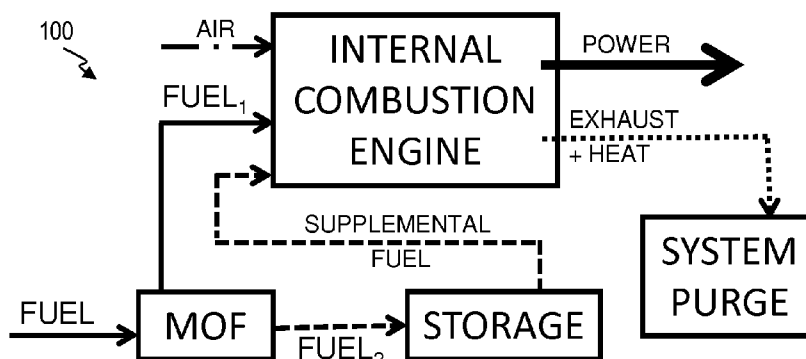 100
AIR
INTERNAL
COMBUSTION
ENGINE
POWER
FUEL₁
EXHAUST
+ HEAT
SUPPLEMENTAL
FUEL
SYSTEM
PURGE
FUEL
MOF
FUEL₂
STORAGE